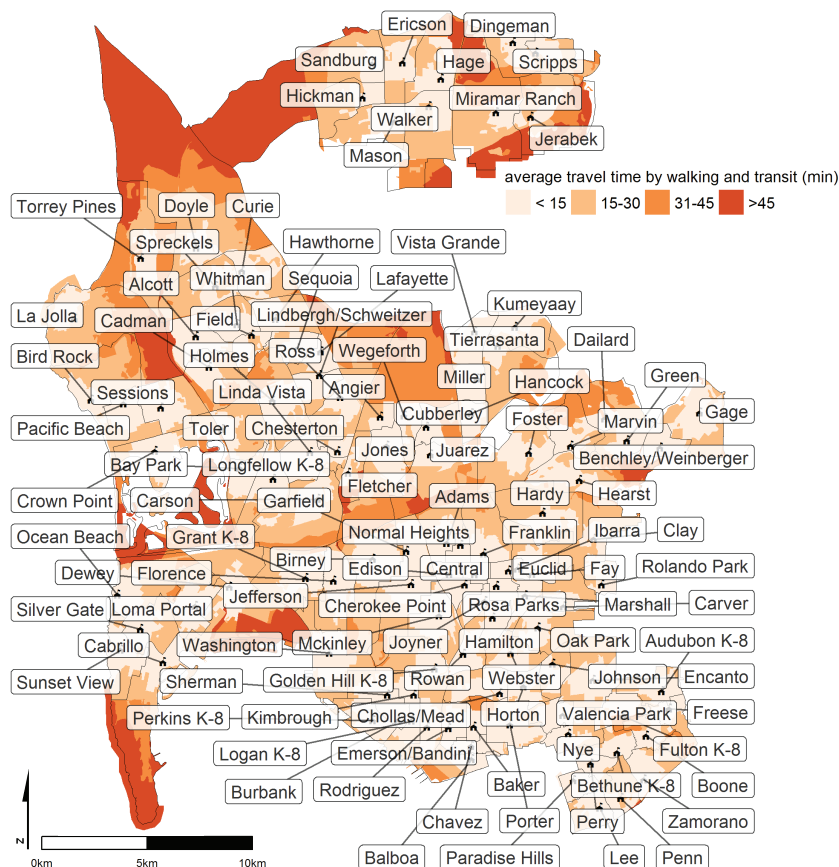 Ericson Dingeman
Sandburg Hage Scripps
Hickman Miramar Ranch
Walker
Jerabek
Mason
average travel time by walking and transit (min)
< 15 15-30 31-45 >45
Torrey Pines Doyle Curie
Spreckels Hawthorne Vista Grande
Alcott Whitman Sequoia Lafayette
La Jolla Cadman Field Lindbergh/Schweitzer Kumeyaay
Tierrasanta Dailard
Bird Rock Holmes Ross Wegeforth
Sessions Linda Vista Angier Miller Hancock Green
Pacific Beach Toler Chesterton Cubberley Foster Marvin Gage
Bay Park Longfellow K-8 Jones Juarez Benchley/Weinberger
Crown Point Carson Garfield Fletcher Adams Hardy Hearst
Ocean Beach Grant K-8 Normal Heights Franklin Ibarra Clay
Dewey Florence Birney Edison Central Euclid Fay Rolando Park
Silver Gate Loma Portal Jefferson Cherokee Point Rosa Parks Marshall Carver
Cabrillo Washington Mckinley Joyner Hamilton Oak Park Audubon K-8
Sunset View Sherman Golden Hill K-8 Rowan Webster Johnson Encanto
Perkins K-8 Kimbrough Chollas/Mead Horton Valencia Park Freese
Logan K-8 Emerson/Bandini Nye Fulton K-8
Burbank Rodriguez Baker Bethune K-8 Boone
Chavez Porter Perry Zamorano
Balboa Paradise Hills Lee Penn
N
0km 5km 10km